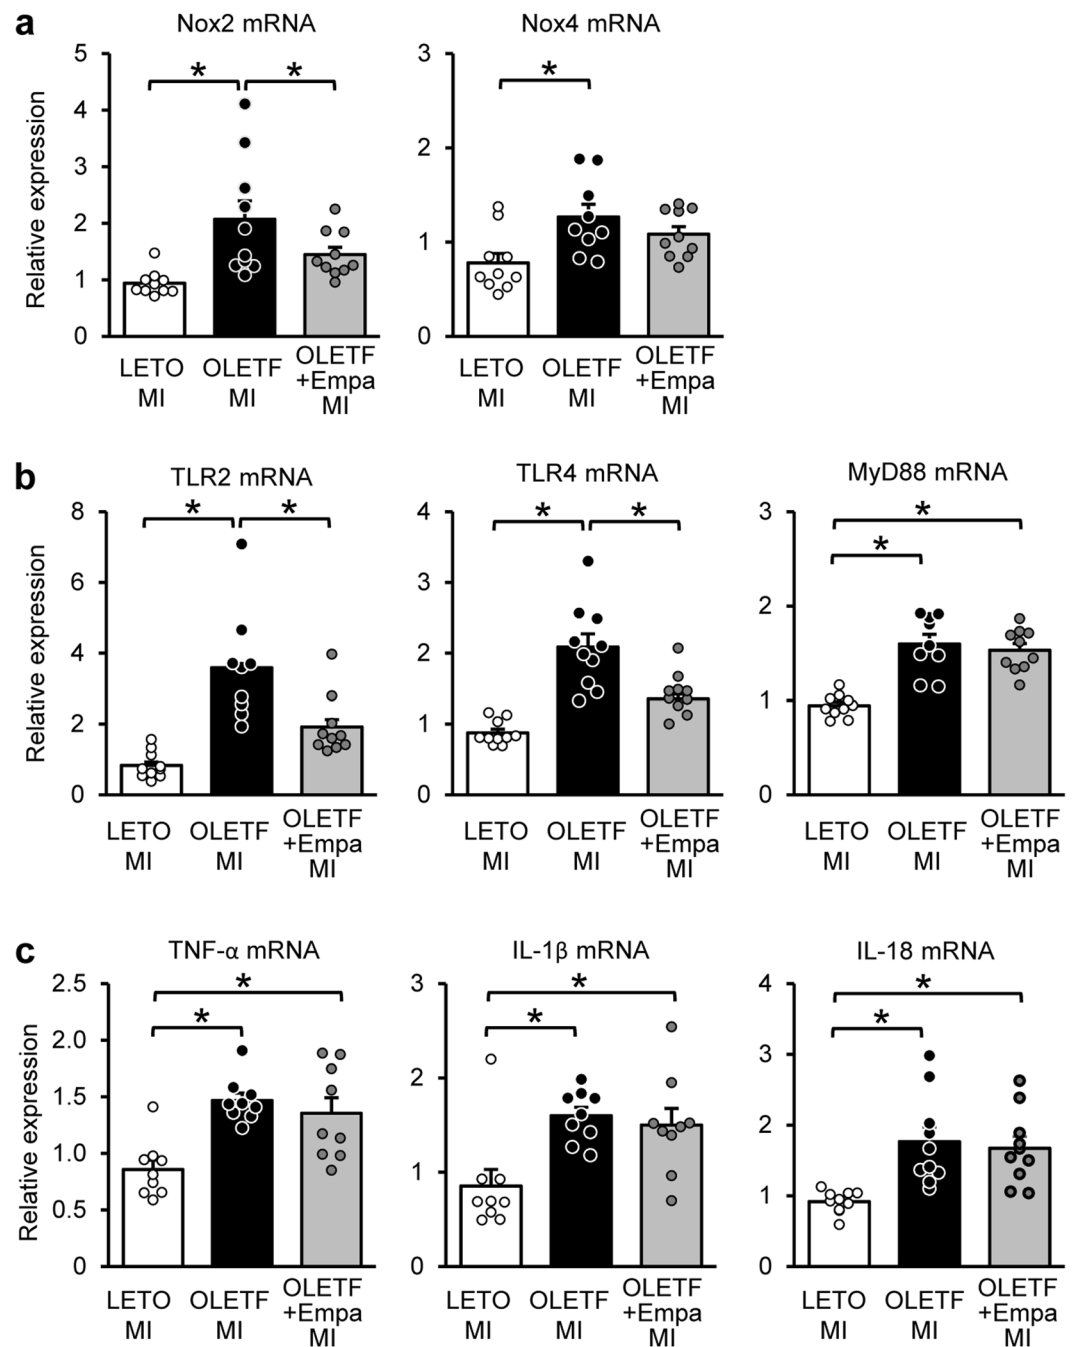 a
Nox2 mRNA
Nox4 mRNA
Relative expression
5
4
3
2
1
0
*
*
LETO
MI
OLETF
MI
OLETF
+Empa
MI
3
2
1
0
*
LETO
MI
OLETF
MI
OLETF
+Empa
MI
b
TLR2 mRNA
TLR4 mRNA
MyD88 mRNA
Relative expression
8
6
4
2
0
*
*
LETO
MI
OLETF
MI
OLETF
+Empa
MI
4
3
2
1
0
*
*
LETO
MI
OLETF
MI
OLETF
+Empa
MI
3
2
1
0
*
*
LETO
MI
OLETF
MI
OLETF
+Empa
MI
c
TNF-α mRNA
IL-1β mRNA
IL-18 mRNA
Relative expression
2.5
2.0
1.5
1.0
0.5
0
*
*
LETO
MI
OLETF
MI
OLETF
+Empa
MI
3
2
1
0
*
*
LETO
MI
OLETF
MI
OLETF
+Empa
MI
4
3
2
1
0
*
*
LETO
MI
OLETF
MI
OLETF
+Empa
MI